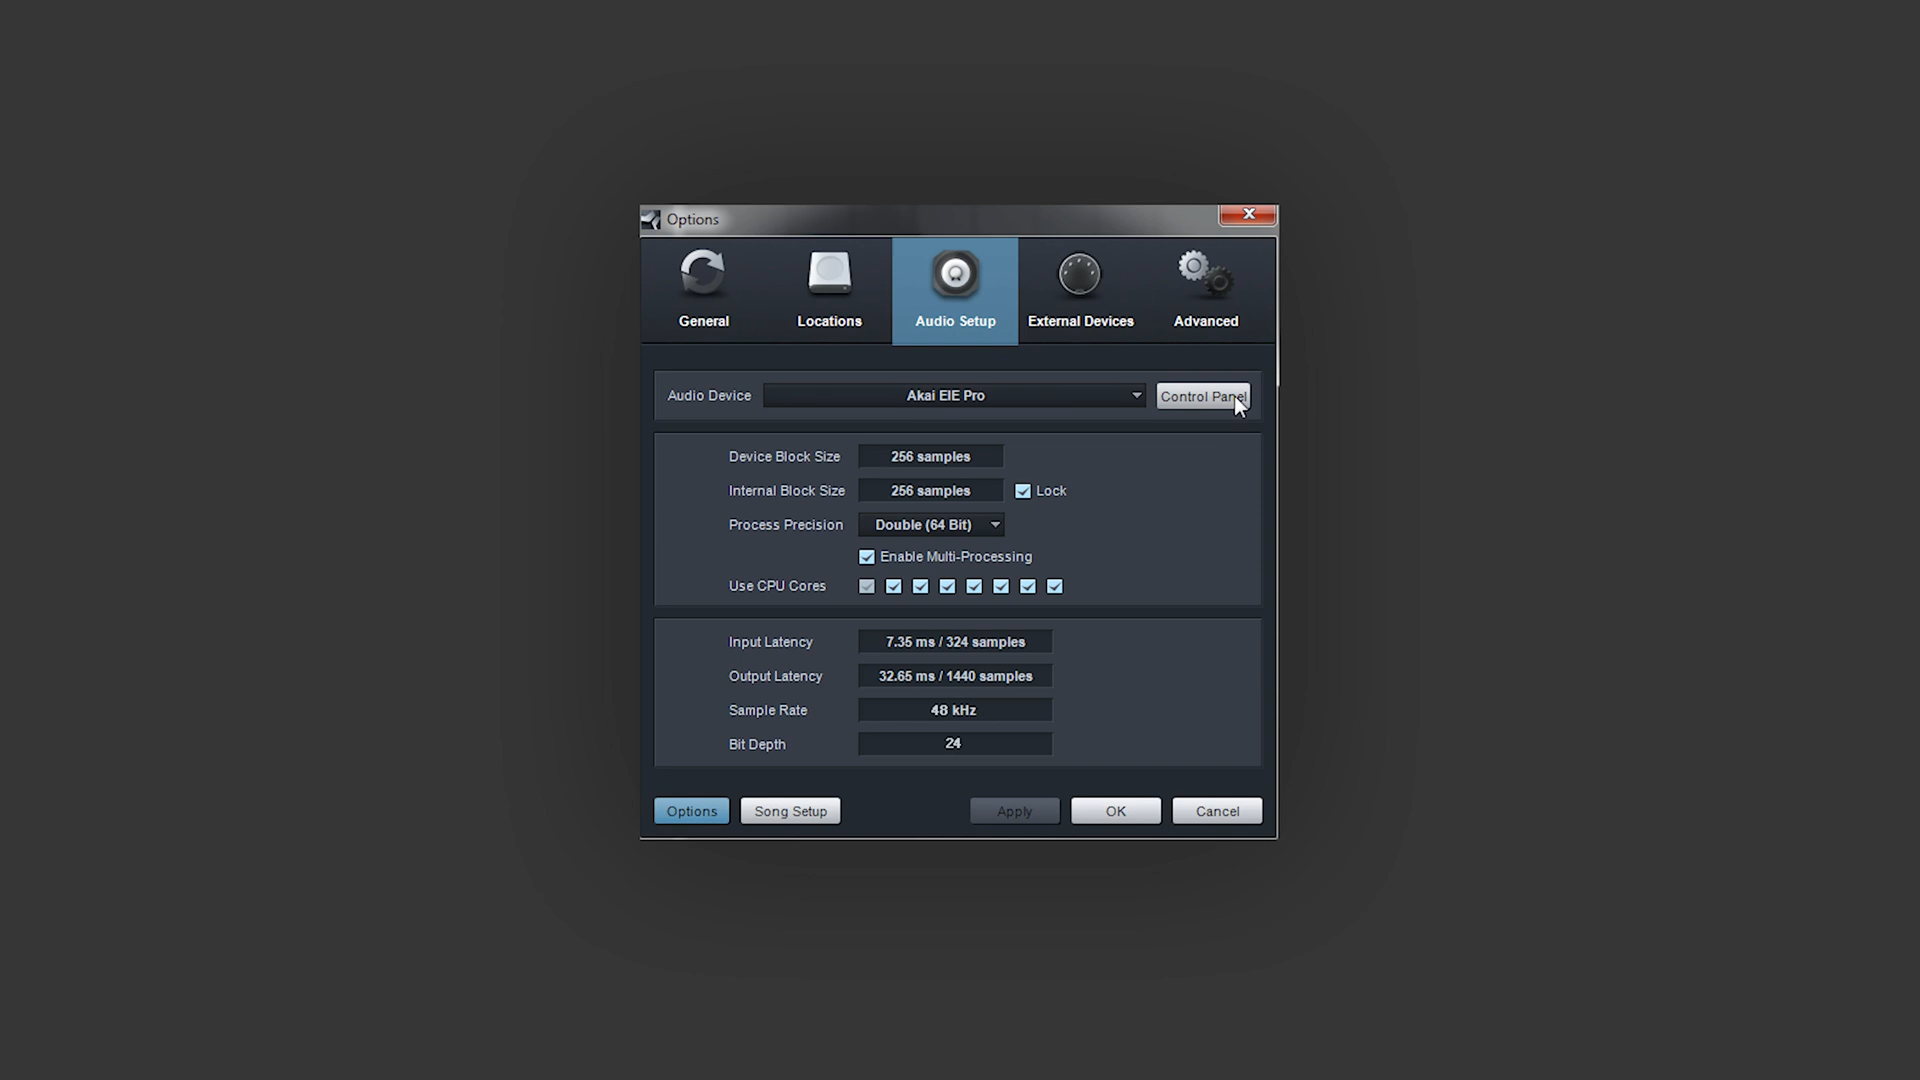 Options
General Locations Audio Setup External Devices Advanced
Audio Device Akai EIE Pro Control Panel
Device Block Size 256 samples
Internal Block Size 256 samples Lock
Process Precision Double (64 Bit)
Enable Multi-Processing
Use CPU Cores
Input Latency 7.35 ms / 324 samples
Output Latency 32.65 ms / 1440 samples
Sample Rate 48 kHz
Bit Depth 24
Options Song Setup Apply OK Cancel